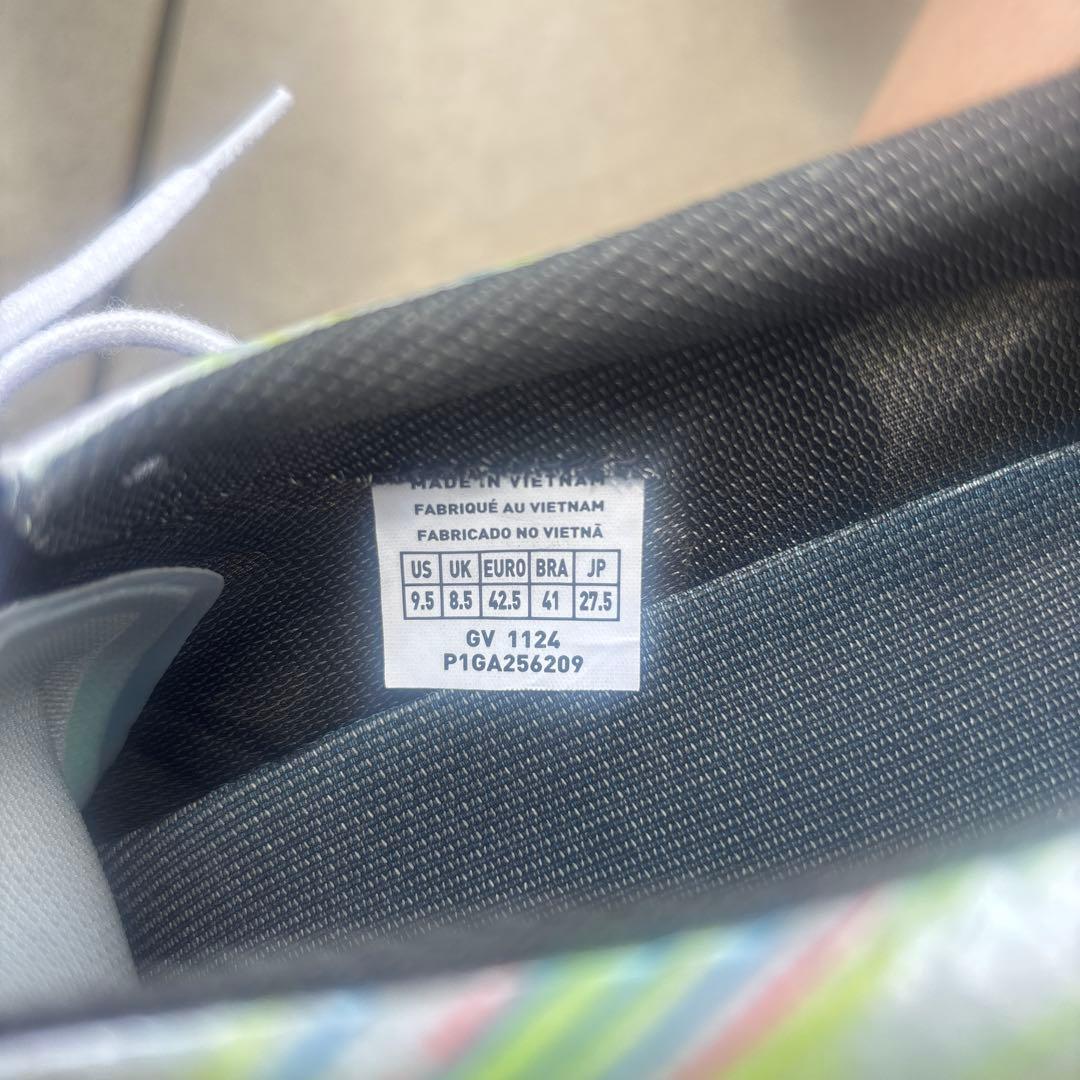 MADE IN VIETNAM
FABRIQUÉ AU VIETNAM
FABRICADO NO VIETNÃ
US UK EURO BRA JP
9.5 8.5 42.5 41 27.5
GV 1124
P1GA256209